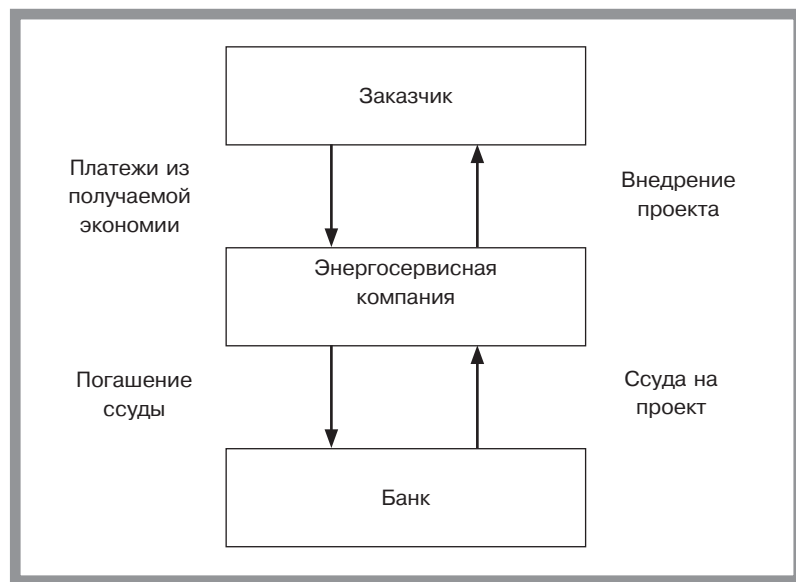 Заказчик
Платежи из
получаемой
экономии
Внедрение
проекта
Энергосервисная
компания
Погашение
ссуды
Ссуда на
проект
Банк